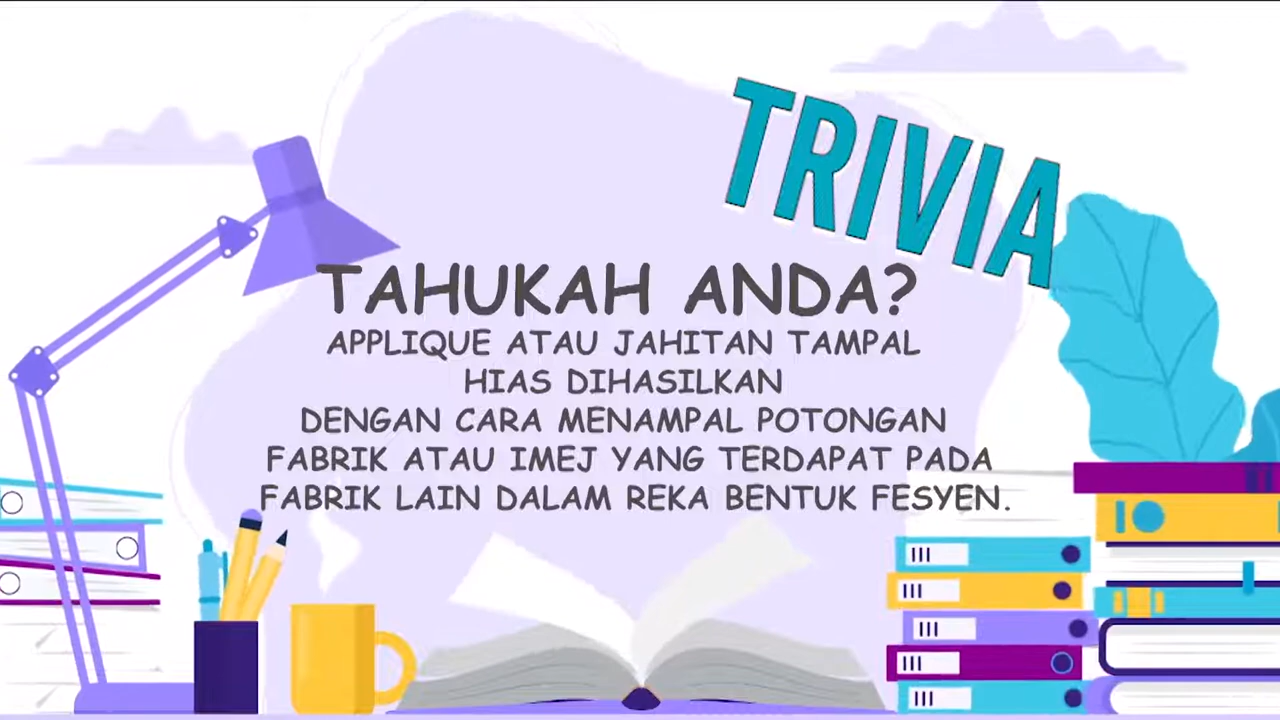 TRIVIA
TAHUKAH ANDA?
APPLIQUE ATAU JAHITAN TAMPAL
HIAS DIHASILKAN
DENGAN CARA MENAMPAL POTONGAN
FABRIK ATAU IMEJ YANG TERDAPAT PADA
FABRIK LAIN DALAM REKA BENTUK FESYEN.